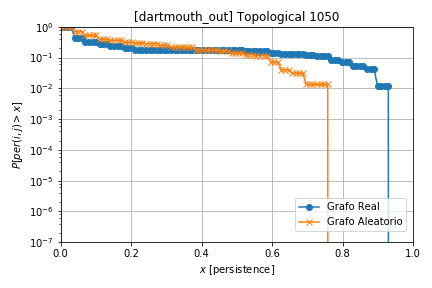 [dartmouth_out] Topological 1050
P[per(i, j) > x]
10^0
10^-1
10^-2
10^-3
10^-4
10^-5
10^-6
10^-7
Grafo Real
Grafo Aleatorio
0.0 0.2 0.4 0.6 0.8 1.0
x [persistence]